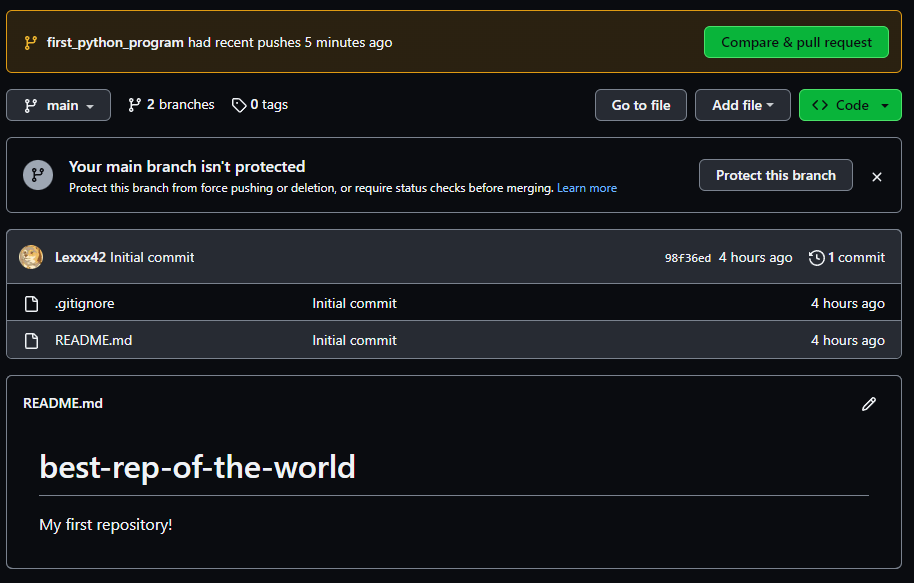 first_python_program had recent pushes 5 minutes ago Compare & pull request
main 2 branches 0 tags Go to file Add file Code
Your main branch isn't protected
Protect this branch from force pushing or deletion, or require status checks before merging. Learn more Protect this branch
Lexxx42 Initial commit 98f36ed 4 hours ago 1 commit
.gitignore Initial commit 4 hours ago
README.md Initial commit 4 hours ago
README.md
best-rep-of-the-world
My first repository!